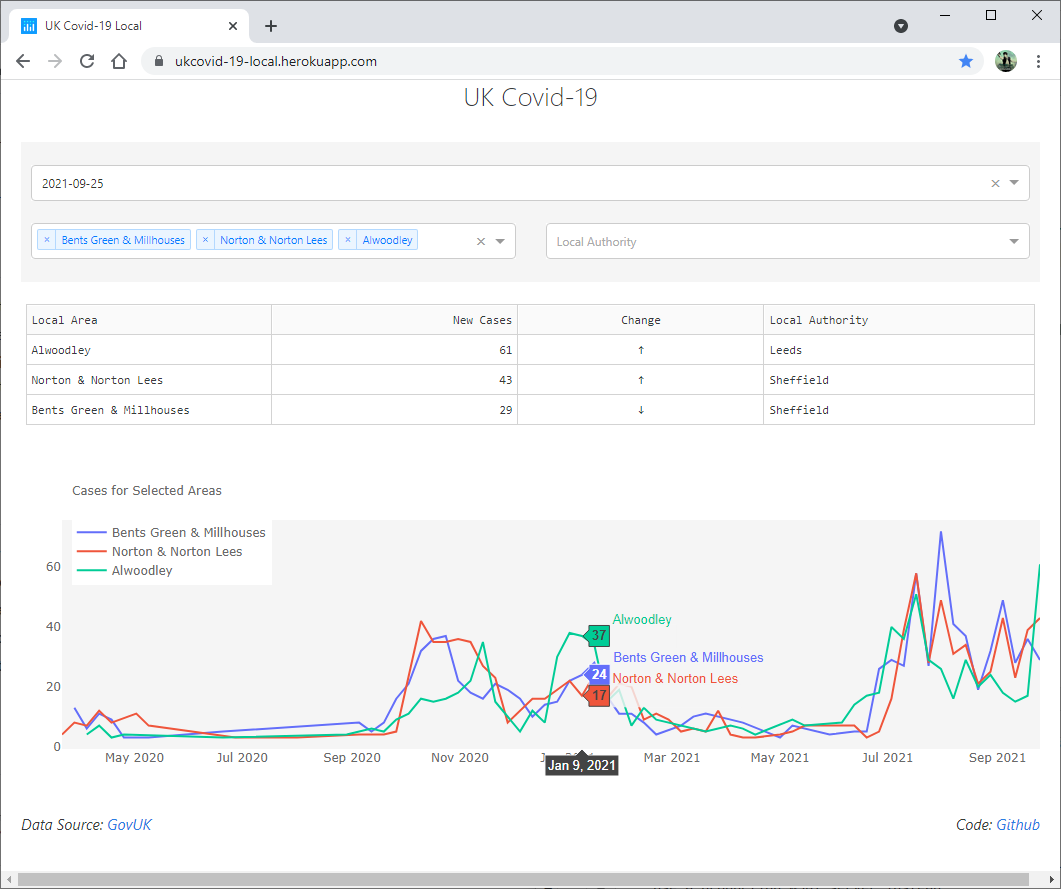 UK Covid-19 Local
ukcovid-19-local.herokuapp.com
UK Covid-19
2021-09-25
Bents Green & Millhouses Norton & Norton Lees Alwoodley Local Authority
Local Area New Cases Change Local Authority
Alwoodley 61 ↑ Leeds
Norton & Norton Lees 43 ↑ Sheffield
Bents Green & Millhouses 29 ↓ Sheffield
Cases for Selected Areas
Bents Green & Millhouses
Norton & Norton Lees
Alwoodley
60
40
20
0
Alwoodley
37
Bents Green & Millhouses
24
Norton & Norton Lees
17
May 2020 Jul 2020 Sep 2020 Nov 2020 Mar 2021 May 2021 Jul 2021 Sep 2021
Jan 9, 2021
Data Source: GovUK Code: Github